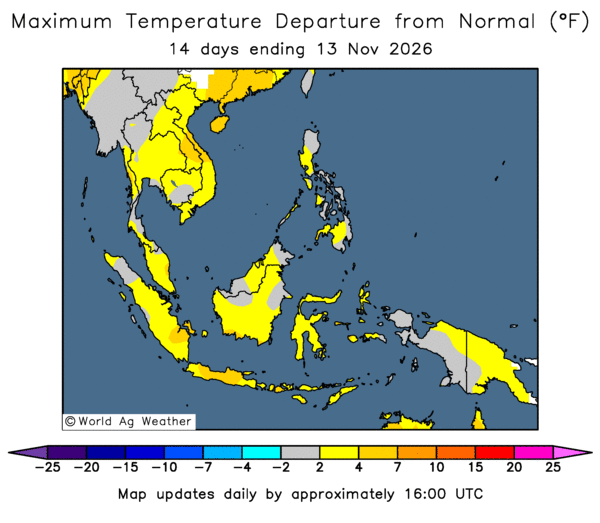 Maximum Temperature Departure from Normal (°F)
14 days ending 13 Nov 2026
©World Ag Weather
-25 -20 -15 -10 -7 -4 -2 2 4 7 10 15 20 25
Map updates daily by approximately 16:00 UTC